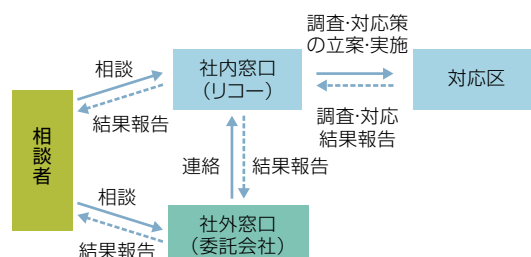 調査・対応策
の立案・実施
相談
社内窓口
（リコー）
対応区
結果報告
調査・対応
結果報告
相談者
連絡
結果報告
相談
社外窓口
（委託会社）
結果報告